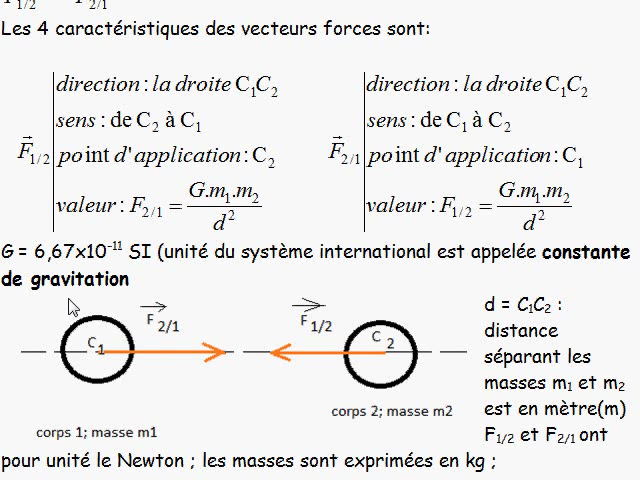 F1/2 F2/1
Les 4 caractéristiques des vecteurs forces sont:
direction : la droite C1C2
sens : de C2 à C1
F1/2 point d'application : C2
valeur : F2/1 = G.m1.m2 / d²
direction : la droite C1C2
sens : de C1 à C2
F2/1 point d'application : C1
valeur : F1/2 = G.m1.m2 / d²
G = 6,67x10⁻¹¹ SI (unité du système international est appelée constante
de gravitation
F 2/1
C1
corps 1; masse m1
F 1/2
C 2
corps 2; masse m2
d = C1C2 :
distance
séparant les
masses m1 et m2
est en mètre(m)
F1/2 et F2/1 ont
pour unité le Newton ; les masses sont exprimées en kg ;